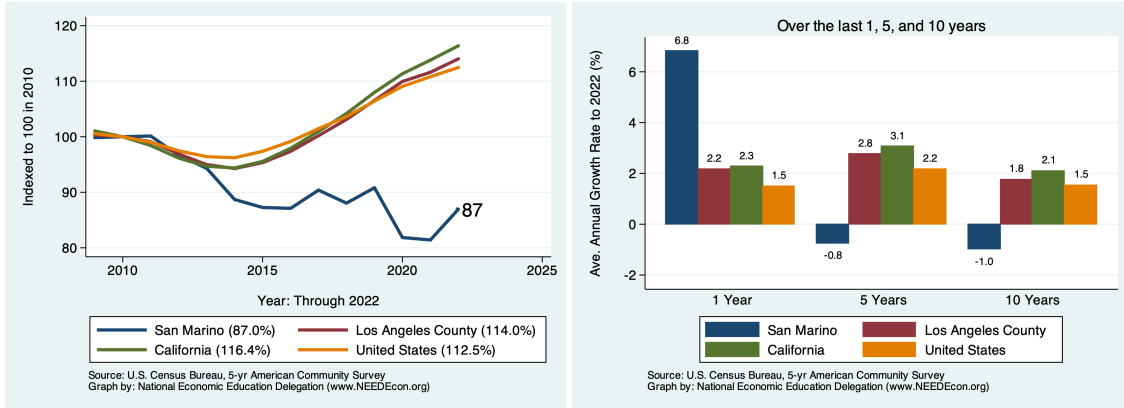 120
110
100
90
80
Indexed to 100 in 2010
87
2010
2015
2020
2025
Year: Through 2022
San Marino (87.0%)
Los Angeles County (114.0%)
California (116.4%)
United States (112.5%)
Source: U.S. Census Bureau, 5-yr American Community Survey
Graph by: National Economic Education Delegation (www.NEEDEcon.org)
Over the last 1, 5, and 10 years
Ave. Annual Growth Rate to 2022 (%)
6
4
2
0
-2
6.8
2.2
2.3
1.5
-0.8
2.8
3.1
2.2
-1.0
1.8
2.1
1.5
1 Year
5 Years
10 Years
San Marino
Los Angeles County
California
United States
Source: U.S. Census Bureau, 5-yr American Community Survey
Graph by: National Economic Education Delegation (www.NEEDEcon.org)